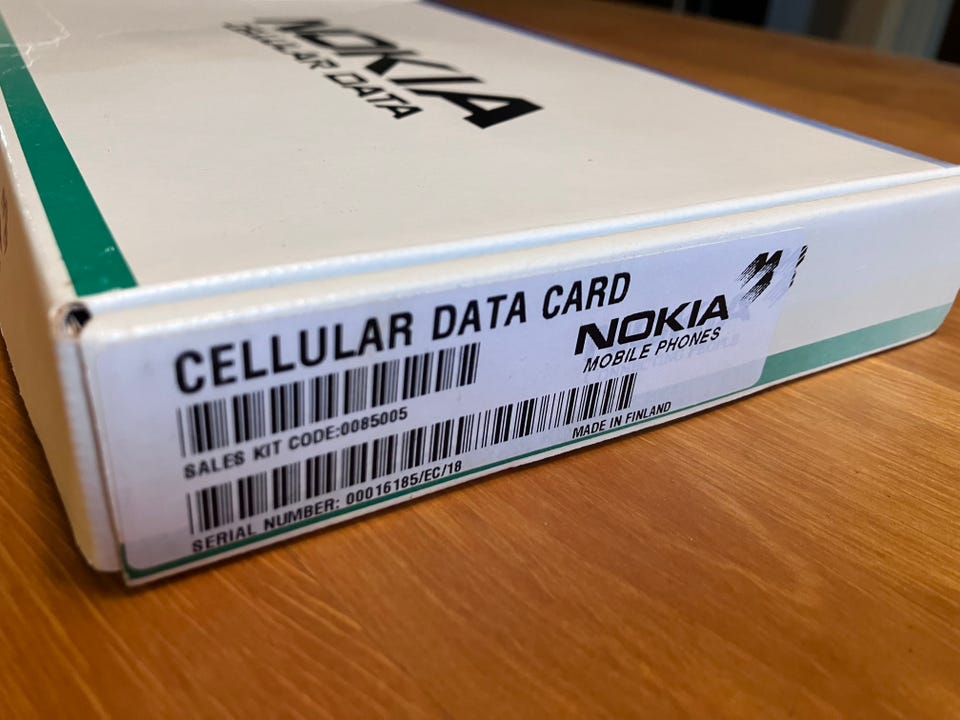 NOKIA
CELLULAR DATA
CELLULAR DATA CARD
NOKIA
MOBILE PHONES
SALES KIT CODE:0085005
MADE IN FINLAND
SERIAL NUMBER: 00016185/EC/18